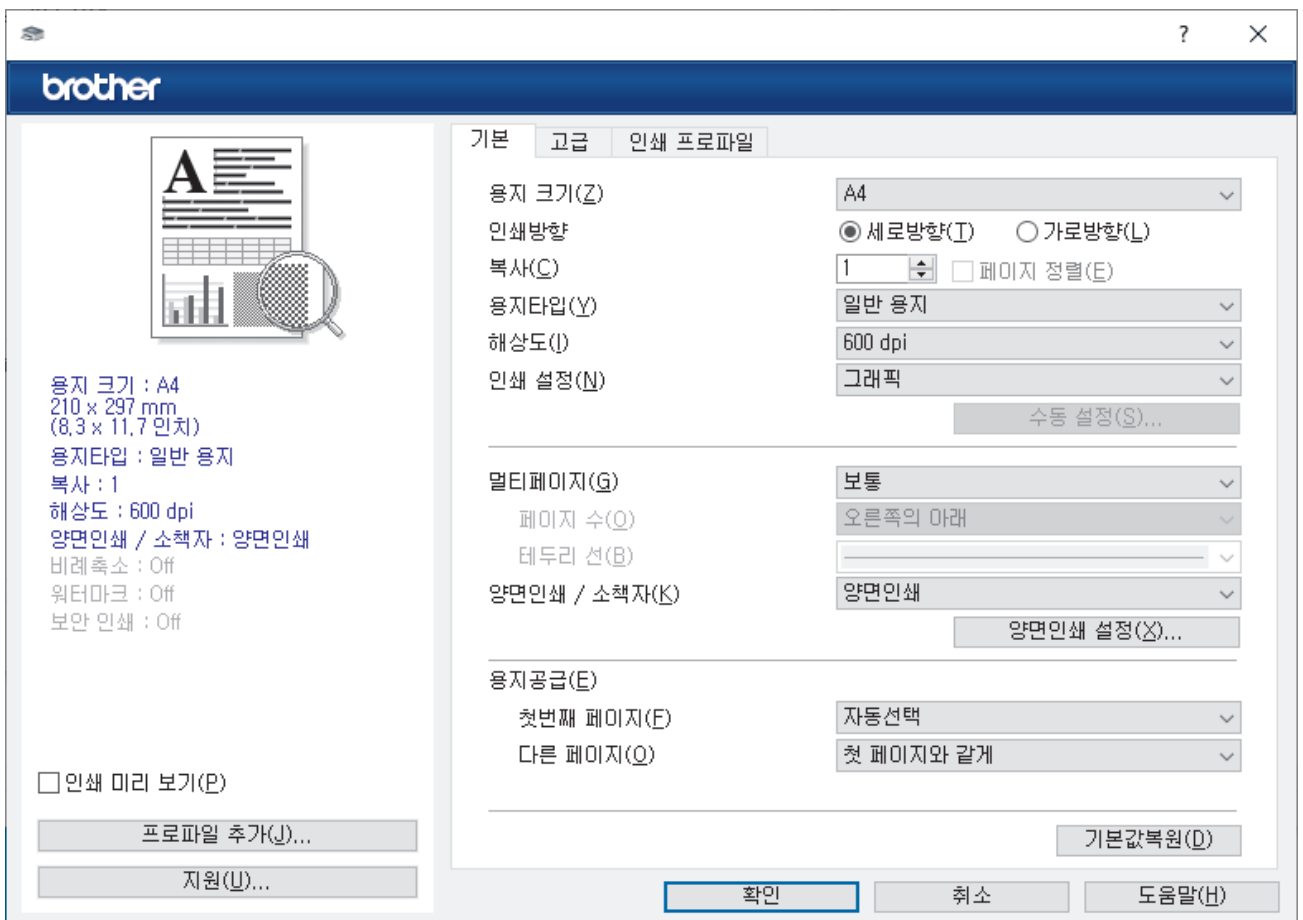 ?
brother
기본 고급 인쇄 프로파일
A
용지 크기 : A4
210 x 297 mm
(8,3 x 11,7 인치)
용지타입 : 일반 용지
복사 : 1
해상도 : 600 dpi
양면인쇄 / 소책자 : 양면인쇄
비례축소 : Off
워터마크 : Off
보안 인쇄 : Off
인쇄 미리 보기(P)
프로파일 추가(J)...
지원(U)...
용지 크기(Z) A4
인쇄방향 세로방향(T) 가로방향(L)
복사(C) 1 페이지 정렬(E)
용지타입(Y) 일반 용지
해상도(I) 600 dpi
인쇄 설정(N) 그래픽
수동 설정(S)...
멀티페이지(G) 보통
페이지 수(O) 오른쪽의 아래
테두리 선(B)
양면인쇄 / 소책자(K) 양면인쇄
양면인쇄 설정(X)...
용지공급(E)
첫번째 페이지(F) 자동선택
다른 페이지(O) 첫 페이지와 같게
기본값복원(D)
확인 취소 도움말(H)